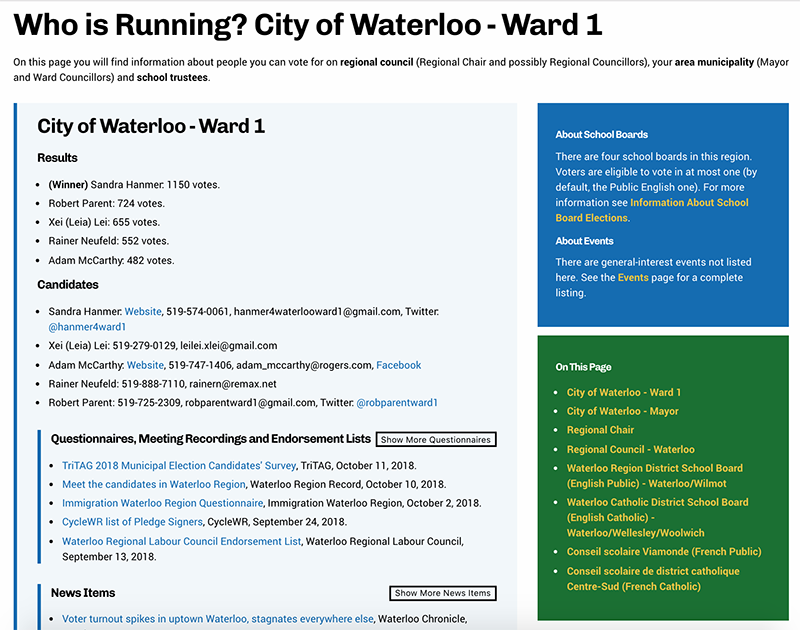 Who is Running? City of Waterloo - Ward 1
On this page you will find information about people you can vote for on regional council (Regional Chair and possibly Regional Councillors), your area municipality (Mayor
and Ward Councillors) and school trustees.
City of Waterloo - Ward 1
Results
• (Winner) Sandra Hanmer: 1150 votes.
• Robert Parent: 724 votes.
• Xei (Leia) Lei: 655 votes.
• Rainer Neufeld: 552 votes.
• Adam McCarthy: 482 votes.
Candidates
• Sandra Hanmer: Website, 519-574-0061, hanmer4waterlooward1@gmail.com, Twitter:
@hanmer4ward1
• Xei (Leia) Lei: 519-279-0129, leilei.xlei@gmail.com
• Adam McCarthy: Website, 519-747-1406, adam_mccarthy@rogers.com, Facebook
• Rainer Neufeld: 519-888-7110, rainern@remax.net
• Robert Parent: 519-725-2309, robparentward1@gmail.com, Twitter: @robparentward1
Questionnaires, Meeting Recordings and Endorsement Lists Show More Questionnaires
• TriTAG 2018 Municipal Election Candidates' Survey, TriTAG, October 11, 2018.
• Meet the candidates in Waterloo Region, Waterloo Region Record, October 10, 2018.
• Immigration Waterloo Region Questionnaire, Immigration Waterloo Region, October 2, 2018.
• CycleWR list of Pledge Signers, CycleWR, September 24, 2018.
• Waterloo Regional Labour Council Endorsement List, Waterloo Regional Labour Council,
September 13, 2018.
News Items Show More News Items
• Voter turnout spikes in uptown Waterloo, stagnates everywhere else, Waterloo Chronicle,
About School Boards
There are four school boards in this region.
Voters are eligible to vote in at most one (by
default, the Public English one). For more
information see Information About School
Board Elections.
About Events
There are general-interest events not listed
here. See the Events page for a complete
listing.
On This Page
• City of Waterloo - Ward 1
• City of Waterloo - Mayor
• Regional Chair
• Regional Council - Waterloo
• Waterloo Region District School Board
(English Public) - Waterloo/Wilmot
• Waterloo Catholic District School Board
(English Catholic) -
Waterloo/Wellesley/Woolwich
• Conseil scolaire Viamonde (French Public)
• Conseil scolaire de district catholique
Centre-Sud (French Catholic)